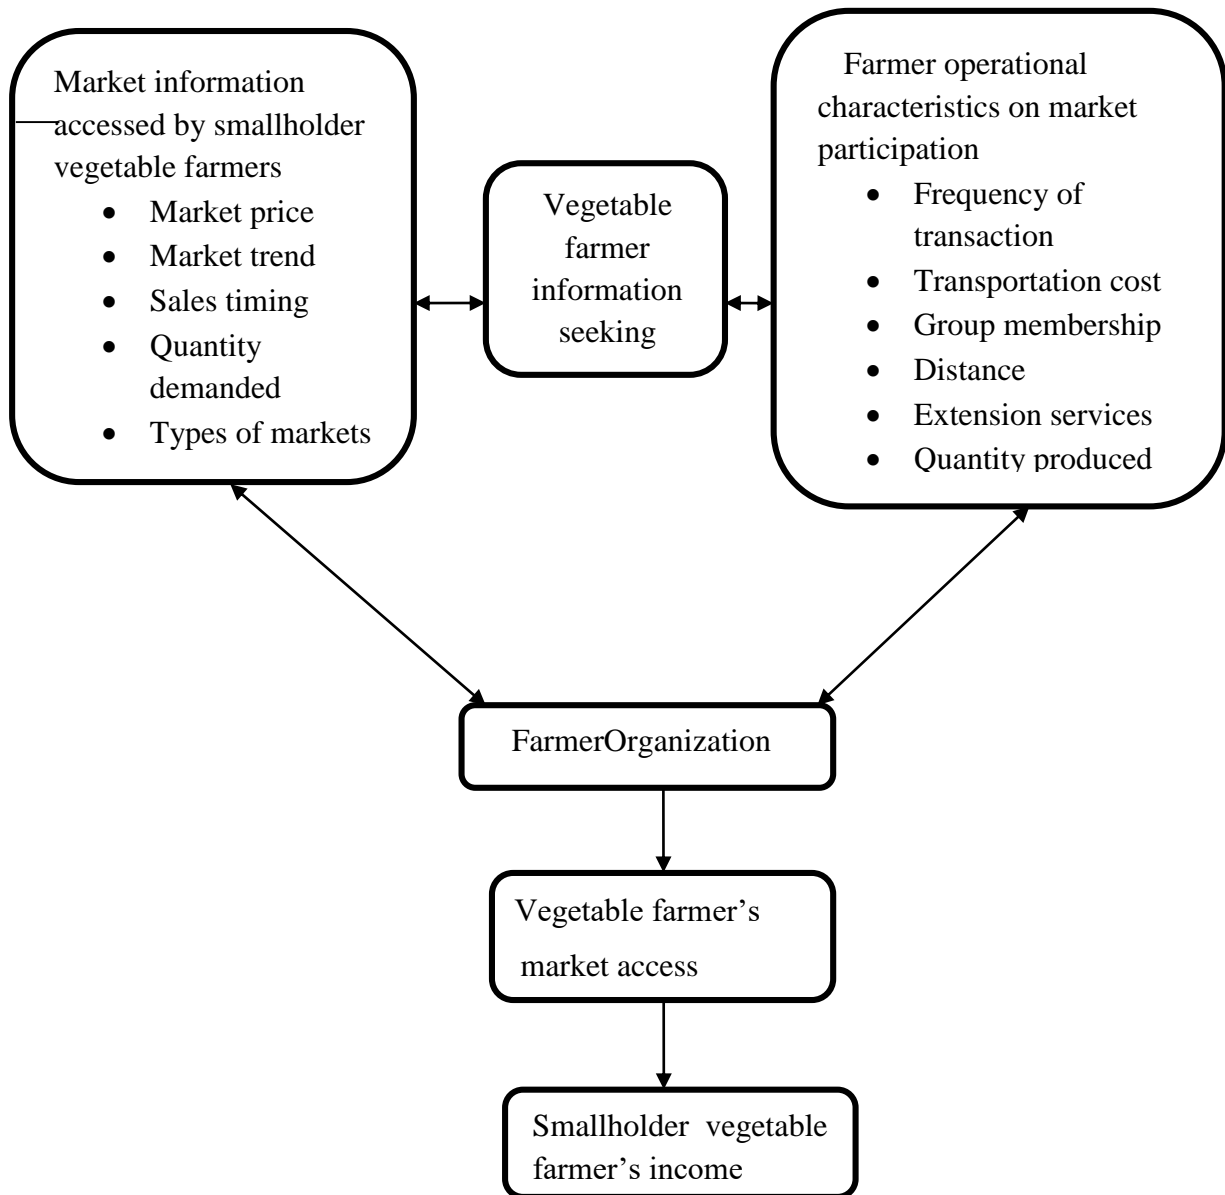 Market information
accessed by smallholder
vegetable farmers
• Market price
• Market trend
• Sales timing
• Quantity
demanded
• Types of markets
Vegetable
farmer
information
seeking
Farmer operational
characteristics on market
participation
• Frequency of
transaction
• Transportation cost
• Group membership
• Distance
• Extension services
• Quantity produced
FarmerOrganization
Vegetable farmer’s
market access
Smallholder vegetable
farmer’s income